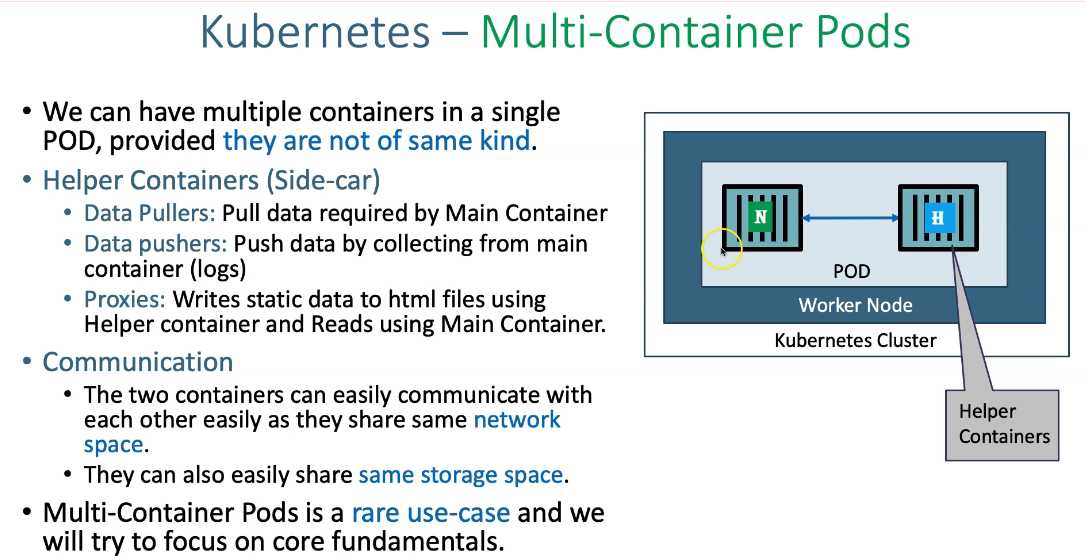 Kubernetes – Multi-Container Pods
• We can have multiple containers in a single
POD, provided they are not of same kind.
• Helper Containers (Side-car)
• Data Pullers: Pull data required by Main Container
• Data pushers: Push data by collecting from main
container (logs)
• Proxies: Writes static data to html files using
Helper container and Reads using Main Container.
• Communication
• The two containers can easily communicate with
each other easily as they share same network
space.
• They can also easily share same storage space.
• Multi-Container Pods is a rare use-case and we
will try to focus on core fundamentals.
N
H
POD
Worker Node
Kubernetes Cluster
Helper
Containers